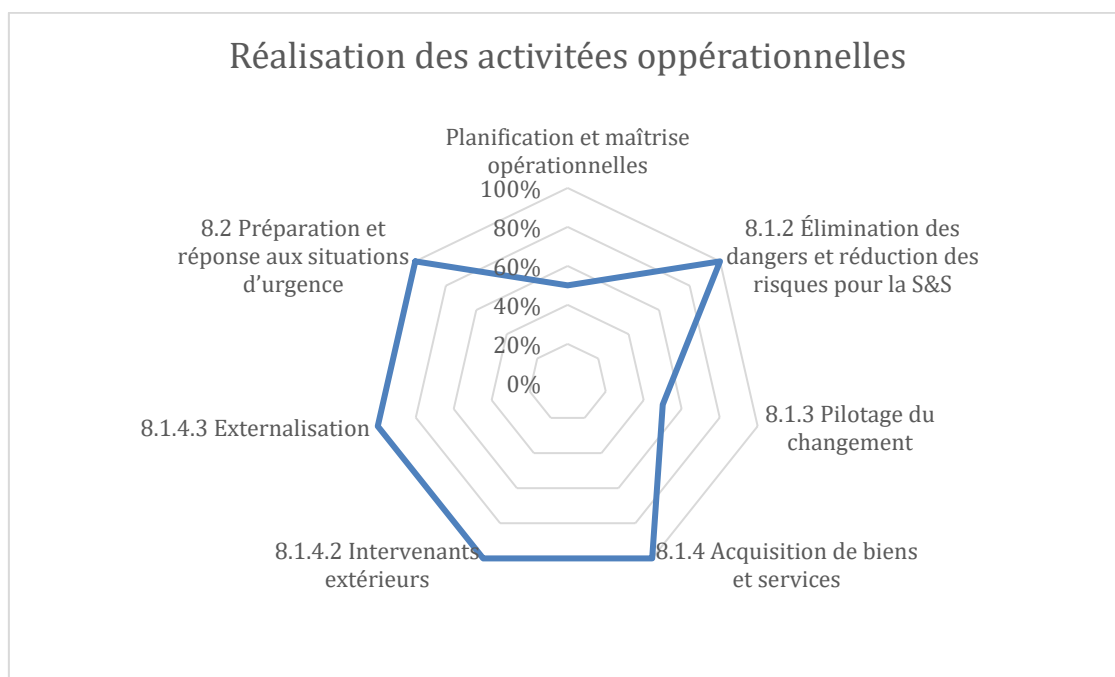 Réalisation des activitées oppérationnelles
Planification et maîtrise
opérationnelles
100%
80%
60%
40%
20%
0%
8.1.2 Élimination des
dangers et réduction des
risques pour la S&S
8.1.3 Pilotage du
changement
8.1.4 Acquisition de biens
et services
8.1.4.2 Intervenants
extérieurs
8.1.4.3 Externalisation
8.2 Préparation et
réponse aux situations
d’urgence